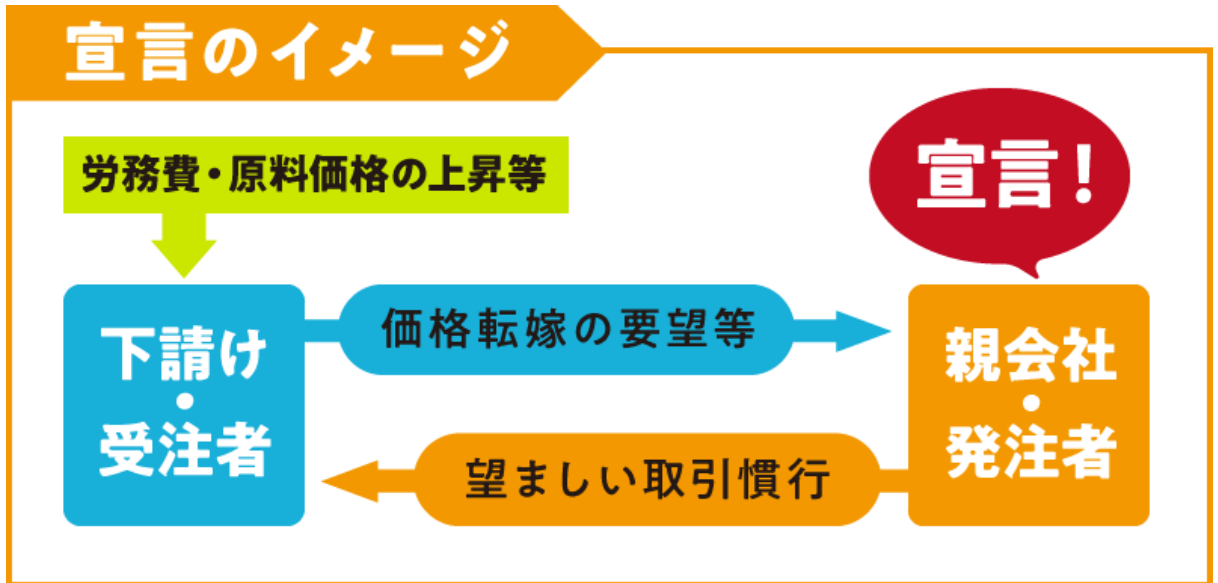 宣言のイメージ
労務費・原料価格の上昇等
宣言!
下請け
・
受注者
価格転嫁の要望等
親会社
・
発注者
望ましい取引慣行